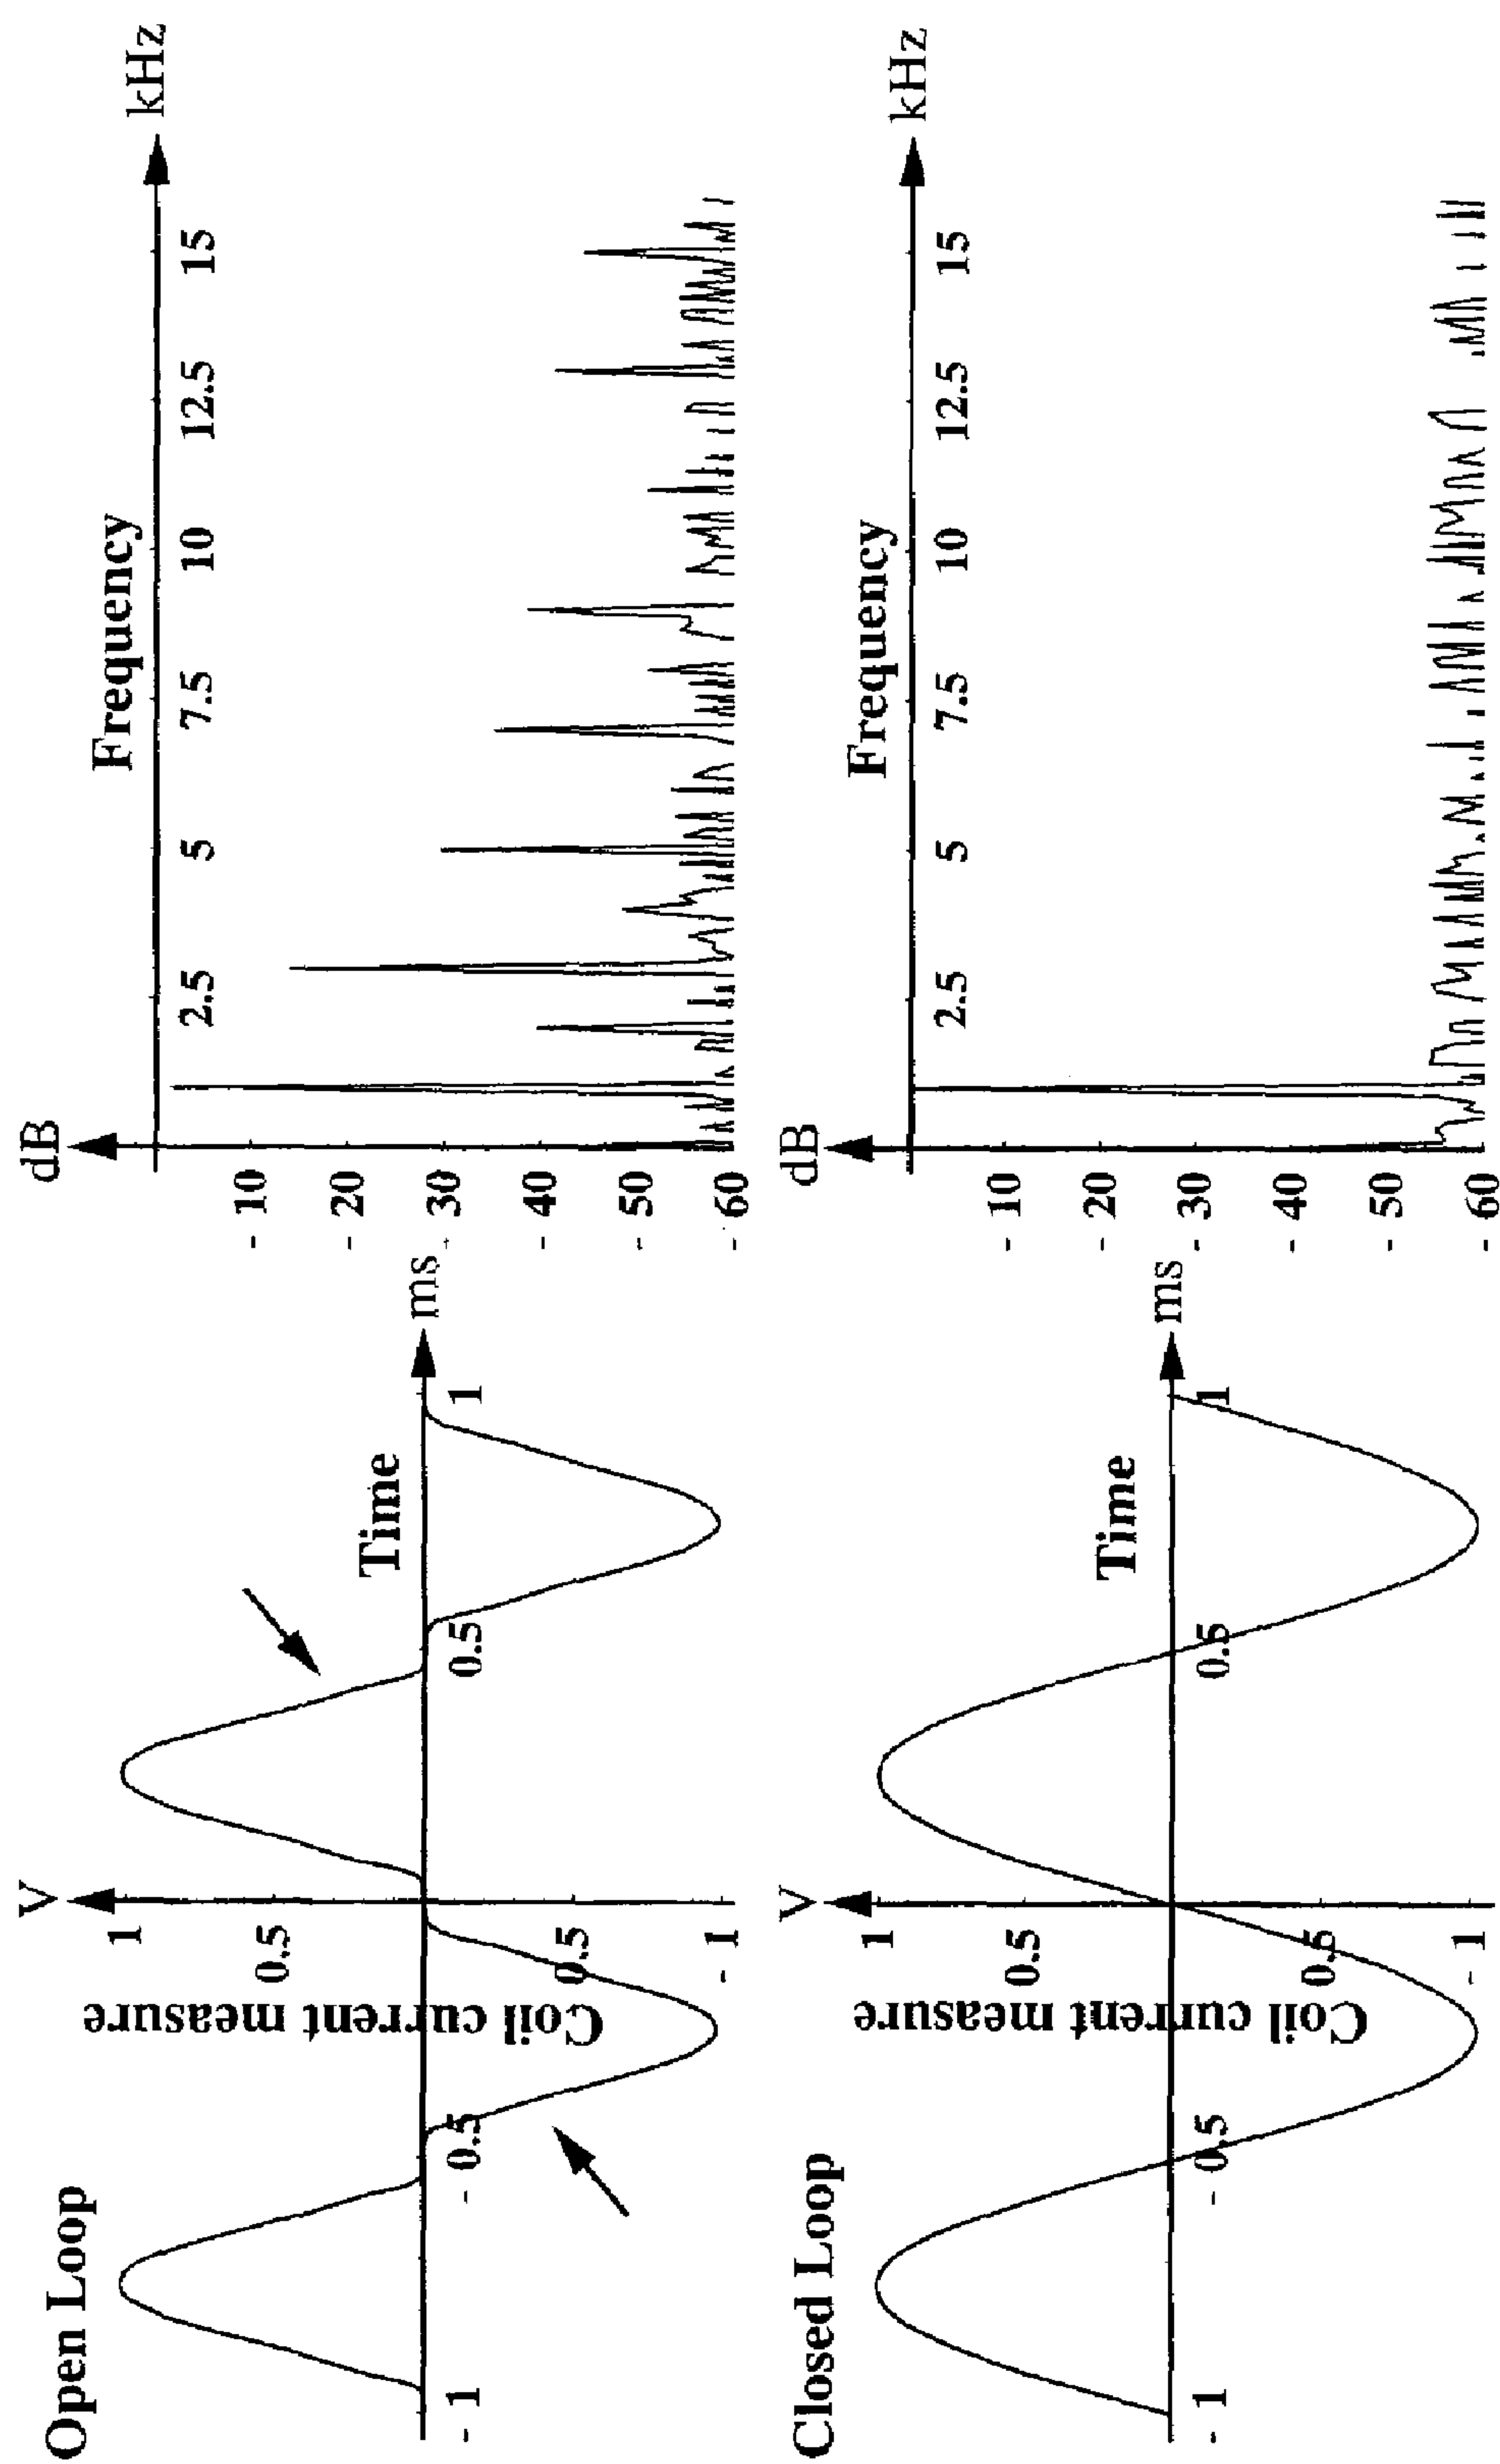 Open Loop
V
1
0.5
0.5
- 1
Coil current measure
- 1
- 0.5
0.5
1
Time
ms
dB
- 10
- 20
- 30
- 40
- 50
- 60
2.5
5
7.5
10
12.5
15
Frequency
kHz
Closed Loop
V
1
0.5
0.5
- 1
Coil current measure
- 1
- 0.5
0.5
1
Time
ms
dB
- 10
- 20
- 30
- 40
- 50
- 60
2.5
5
7.5
10
12.5
15
Frequency
kHz